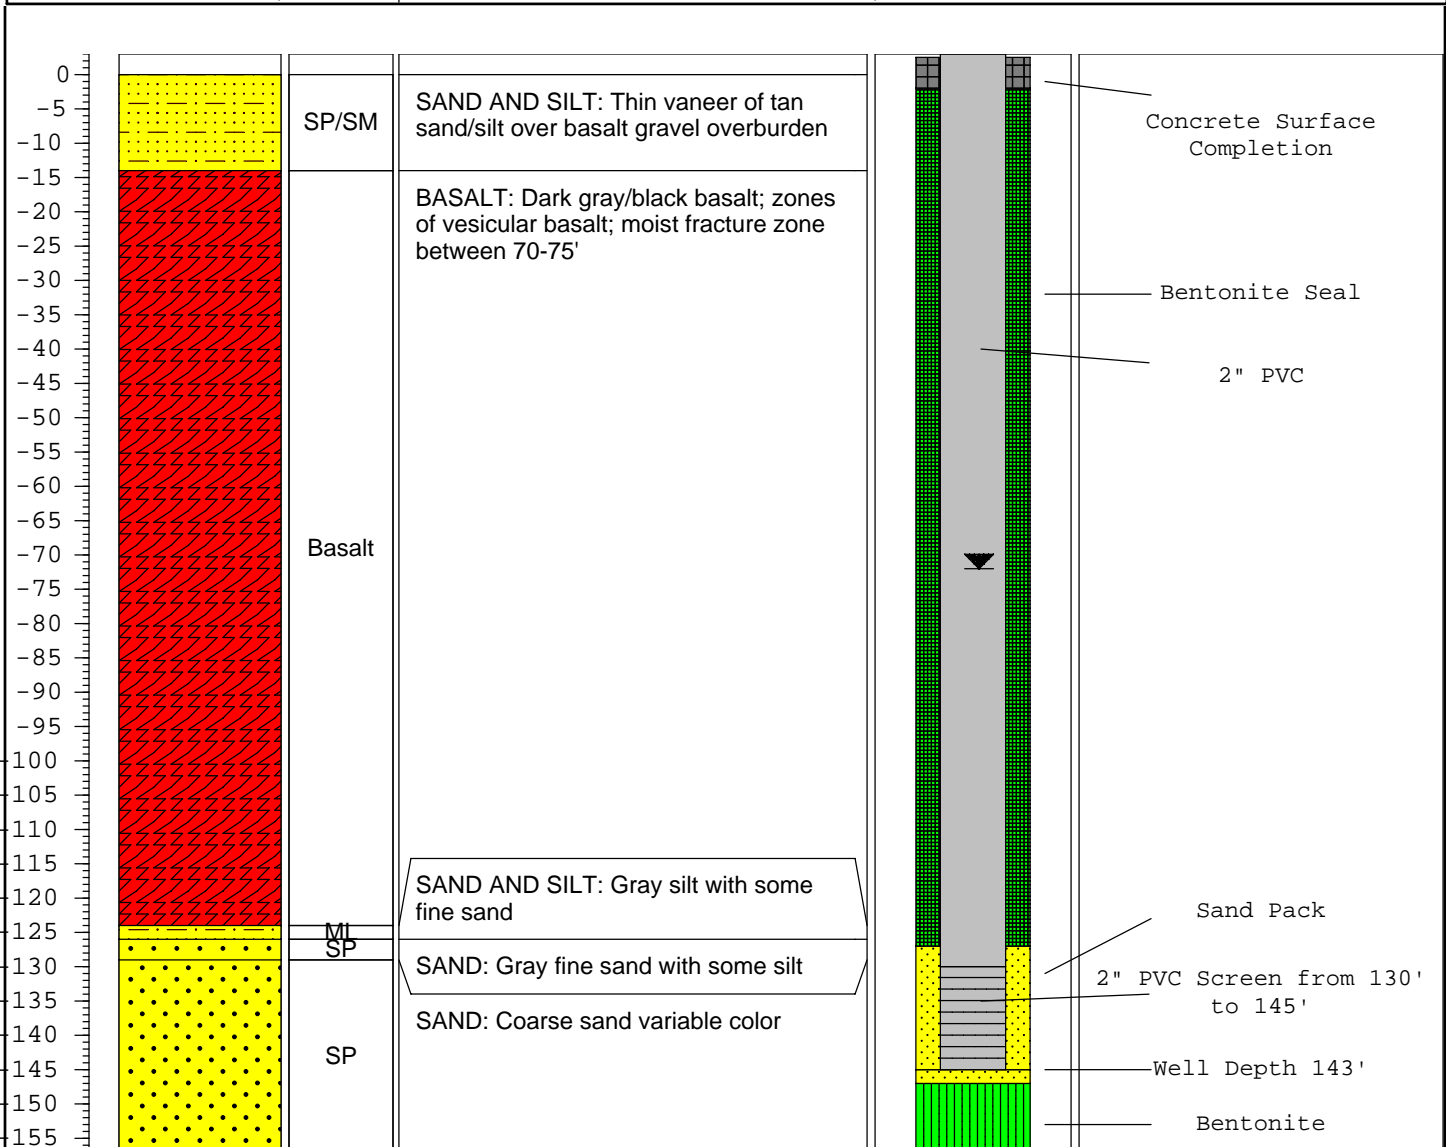 0
-5
-10
-15
-20
-25
-30
-35
-40
-45
-50
-55
-60
-65
-70
-75
-80
-85
-90
-95
-100
-105
-110
-115
-120
-125
-130
-135
-140
-145
-150
-155
SP/SM
Basalt
ML
SP
SP
SAND AND SILT: Thin vaneer of tan
sand/silt over basalt gravel overburden
BASALT: Dark gray/black basalt; zones
of vesicular basalt; moist fracture zone
between 70-75'
SAND AND SILT: Gray silt with some
fine sand
SAND: Gray fine sand with some silt
SAND: Coarse sand variable color
Concrete Surface
Completion
Bentonite Seal
2" PVC
Sand Pack
2" PVC Screen from 130'
to 145'
Well Depth 143'
Bentonite